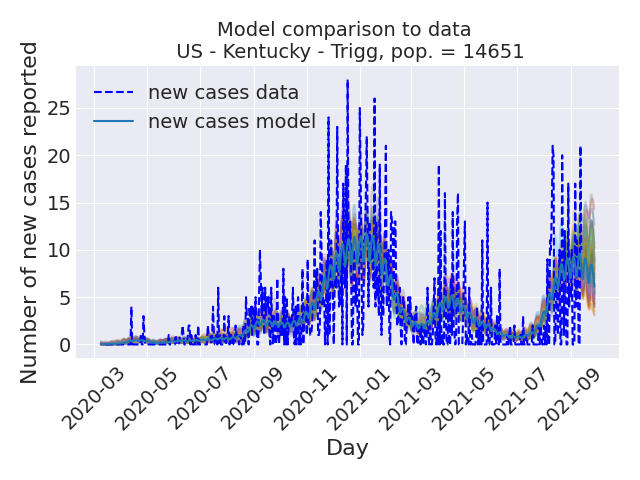 Model comparison to data
US - Kentucky - Trigg, pop. = 14651
Number of new cases reported
25
20
15
10
5
0
new cases data
new cases model
2020-03
2020-05
2020-07
2020-09
2020-11
2021-01
2021-03
2021-05
2021-07
2021-09
Day